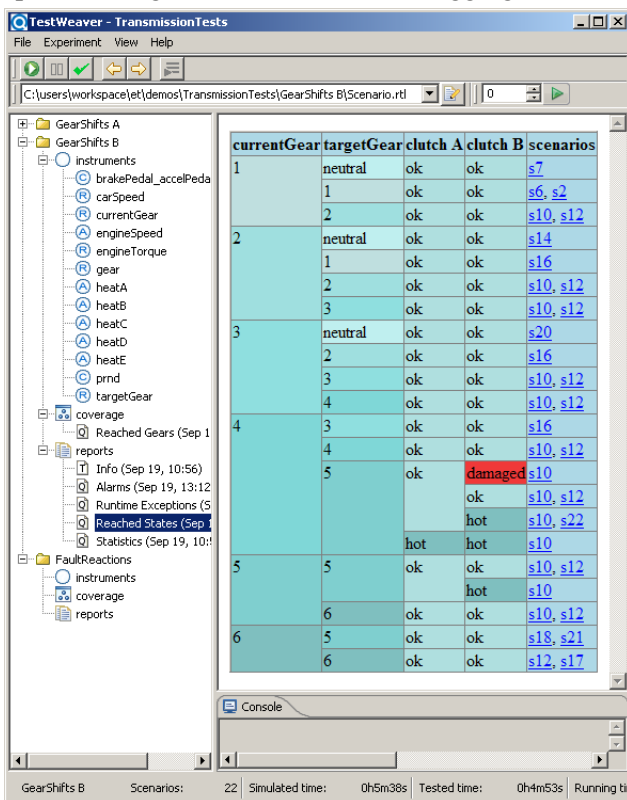 TestWeaver - TransmissionTests
File Experiment View Help
C:\users\workspace\et\demos\TransmissionTests\GearShifts B\Scenario.rtl 0
GearShifts A
GearShifts B
instruments
C brakePedal_accelPeda
R carSpeed
R currentGear
A engineSpeed
R engineTorque
R gear
A heatA
A heatB
A heatC
A heatD
A heatE
C prnd
R targetGear
coverage
Q Reached Gears (Sep 1
reports
T Info (Sep 19, 10:56)
Q Alarms (Sep 19, 13:12
Q Runtime Exceptions (S
Q Reached States (Sep 1
Q Statistics (Sep 19, 10:
FaultReactions
instruments
coverage
reports
currentGear targetGear clutch A clutch B scenarios
1 neutral ok ok s7
1 ok ok s6, s2
2 ok ok s10, s12
2 neutral ok ok s14
1 ok ok s16
2 ok ok s10, s12
3 ok ok s10, s12
3 neutral ok ok s20
2 ok ok s16
3 ok ok s10, s12
4 ok ok s10, s12
4 3 ok ok s16
4 ok ok s10, s12
5 ok damaged s10
ok s10, s12
hot s10, s22
hot hot s10
5 5 ok ok s10, s12
hot s10
6 ok ok s10, s12
6 5 ok ok s18, s21
6 ok ok s12, s17
Console
GearShifts B Scenarios: 22 Simulated time: 0h5m38s Tested time: 0h4m53s Running ti